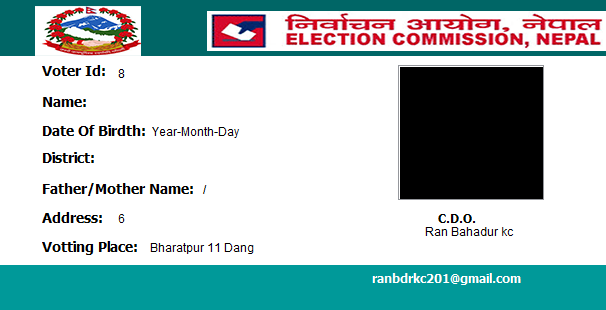 निर्वाचन आयोग, नेपाल
ELECTION COMMISSION, NEPAL
Voter Id: 8
Name:
Date Of Birdth: Year-Month-Day
District:
Father/Mother Name: /
Address: 6
Votting Place: Bharatpur 11 Dang
C.D.O.
Ran Bahadur kc
ranbdrkc201@gmail.com